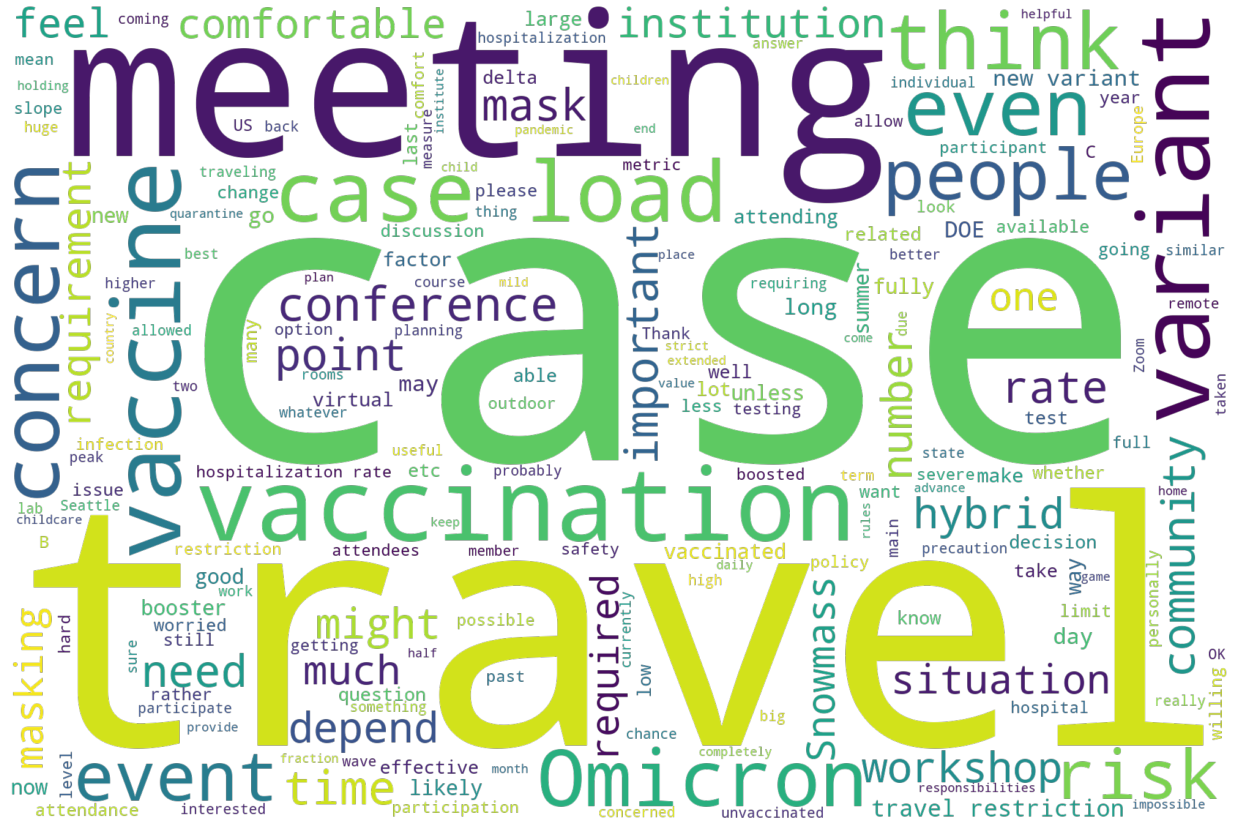 feel
coming
comfortable
large
institution
think
helpful
variant
mean
hospitalization
answer
meeting
holding
delta
children
individual
new variant
slope
comfort
mask
even
year
huge
US
back
last
measure
institute
pandemic
end
allow
Europe
participant
C
people
concern
vaccine
requirement
traveling
case load
child
metric
change
please
new
quarantine
go
thing
attending
look
discussion
related
DOE
available
best
factor
important
place
better
going
similar
case
higher
plan
course
mild
requiring
summer
fully
one
remote
conference
long
country
allowed
many
option
planning
Thank
due
come
Zoom
point
strict
extended
two
rooms
able
well
number
rate
taken
virtual
may
value
lot
unless
whatever
outdoor
less
testing
test
infection
useful
full
peak
hospitalization rate
etc
probably
boosted
term
state
severe
make
whether
community
issue
vaccination
want
advance
home
lab
Seattle
childcare
keep
rules
hybrid
B
restriction
attendees
member
safety
vaccinated
main
precaution
decision
travel
daily
policy
game
good
work
required
high
take
way
personally
masking
hard
booster
might
possible
currently
Snowmass
know
limit
worried
still
day
sure
getting
half
need
much
past
low
situation
OK
rather
question
really
willing
participate
something
big
hospital
provide
depend
chance
event
fraction
wave
effective
month
completely
workshop
risk
now
level
time
likely
Omicron
responsibilities
attendance
interested
participation
concerned
unvaccinated
travel restriction
impossible